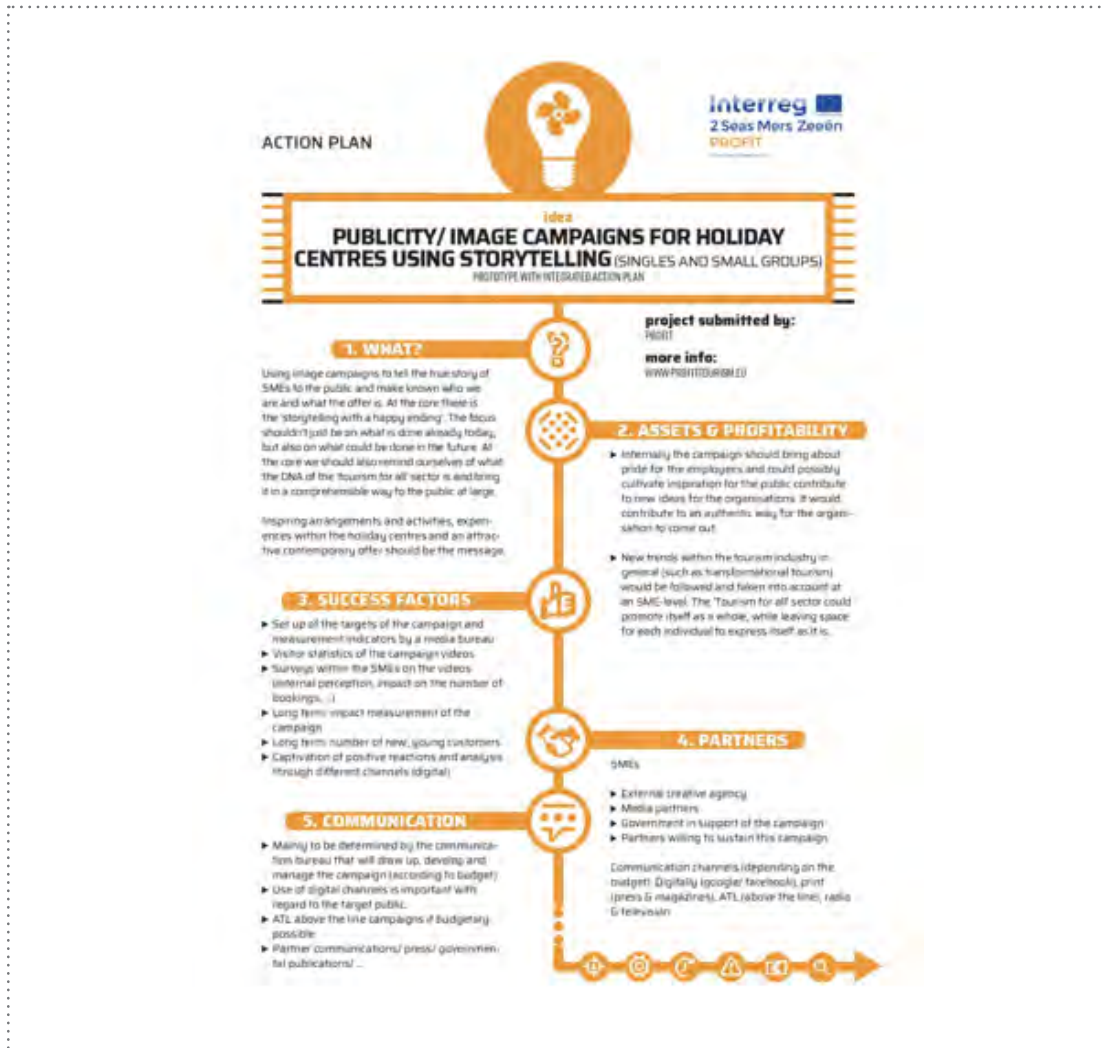 ACTION PLAN
Interreg
2 Seas Mers Zeeën
PROFIT
idea
PUBLICITY/ IMAGE CAMPAIGNS FOR HOLIDAY
CENTRES USING STORYTELLING (SINGLES AND SMALL GROUPS)
PROTOTYPE WITH INTEGRATED ACTION PLAN
project submitted by:
PROFIT
more info:
WWW.PROFITTOURISM.EU
1. WHAT?
Using image campaigns to tell the true story of
SMEs to the public and make known who we
are and what the offer is. At the core there is
the 'storytelling with a happy ending'. The focus
shouldn't just be on what is done already today,
but also on what could be done in the future. At
the core we should also remind ourselves of what
the DNA of the 'tourism for all' sector is and bring
it in a comprehensible way to the public at large.
Inspiring arrangements and activities, experi-
ences within the holiday centres and an attrac-
tive contemporary offer should be the message.
2. ASSETS & PROFITABILITY
► Internally the campaign should bring about
pride for the employers and could possibly
cultivate inspiration for the public contribute
to new ideas for the organisations. It would
contribute to an authentic way for the organi-
sation to come out.
► New trends within the tourism industry in
general (such as transformational tourism)
would be followed and taken into account at
an SME-level. The 'Tourism for all' sector could
promote itself as a whole, while leaving space
for each individual to express itself as it is.
3. SUCCESS FACTORS
► Set up of the targets of the campaign and
measurement indicators by a media bureau
► Visitor statistics of the campaign videos
► Surveys within the SMEs on the videos
(internal perception, impact on the number of
bookings, ...)
► Long term: impact measurement of the
campaign
► Long term: number of new, young customers
► Captivation of positive reactions and analysis
through different channels (digital)
4. PARTNERS
SMEs
► External creative agency
► Media partners
► Government in support of the campaign
► Partners willing to sustain this campaign
Communication channels (depending on the
budget): Digitally (google/ facebook), print
(press & magazines), ATL (above the line), radio
& television
5. COMMUNICATION
► Mainly to be determined by the communica-
tion bureau that will draw up, develop and
manage the campaign (according to budget)
► Use of digital channels is important with
regard to the target public.
► ATL above the line campaigns if budgetary
possible
► Partner communications/ press/ governmen-
tal publications/ ...